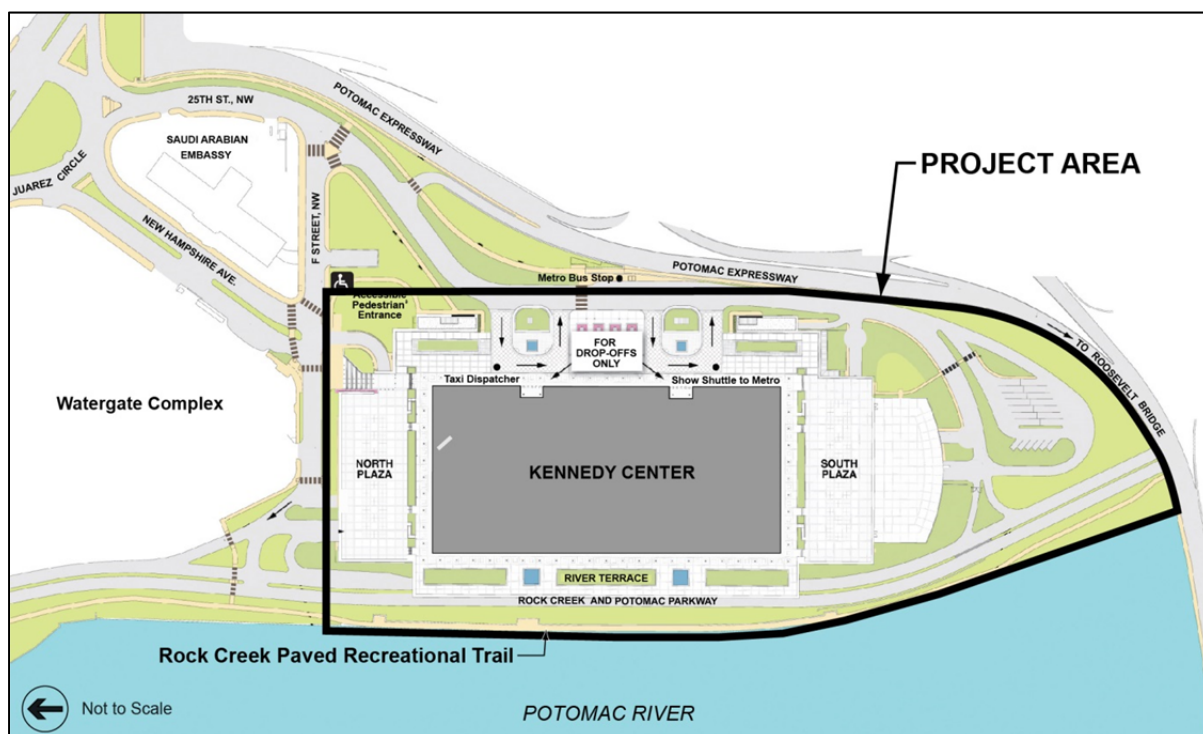 POTOMAC EXPRESSWAY
25TH ST., NW
SAUDI ARABIAN
EMBASSY
JUAREZ CIRCLE
NEW HAMPSHIRE AVE.
F STREET, NW
PROJECT AREA
Metro Bus Stop
POTOMAC EXPRESSWAY
Accessible
Pedestrian
Entrance
TO ROOSEVELT BRIDGE
FOR
DROP-OFFS
ONLY
Taxi Dispatcher
Show Shuttle to Metro
Watergate Complex
NORTH
PLAZA
KENNEDY CENTER
SOUTH
PLAZA
RIVER TERRACE
ROCK CREEK AND POTOMAC PARKWAY
Rock Creek Paved Recreational Trail
Not to Scale
POTOMAC RIVER